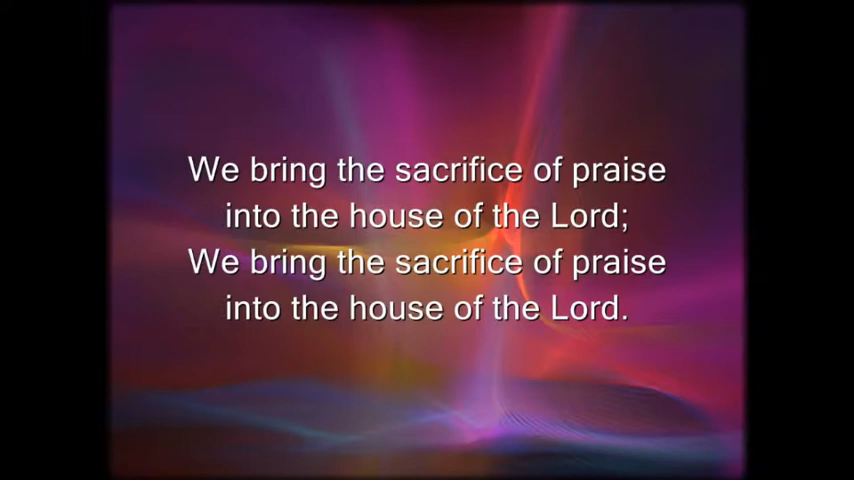 We bring the sacrifice of praise
into the house of the Lord;
We bring the sacrifice of praise
into the house of the Lord.